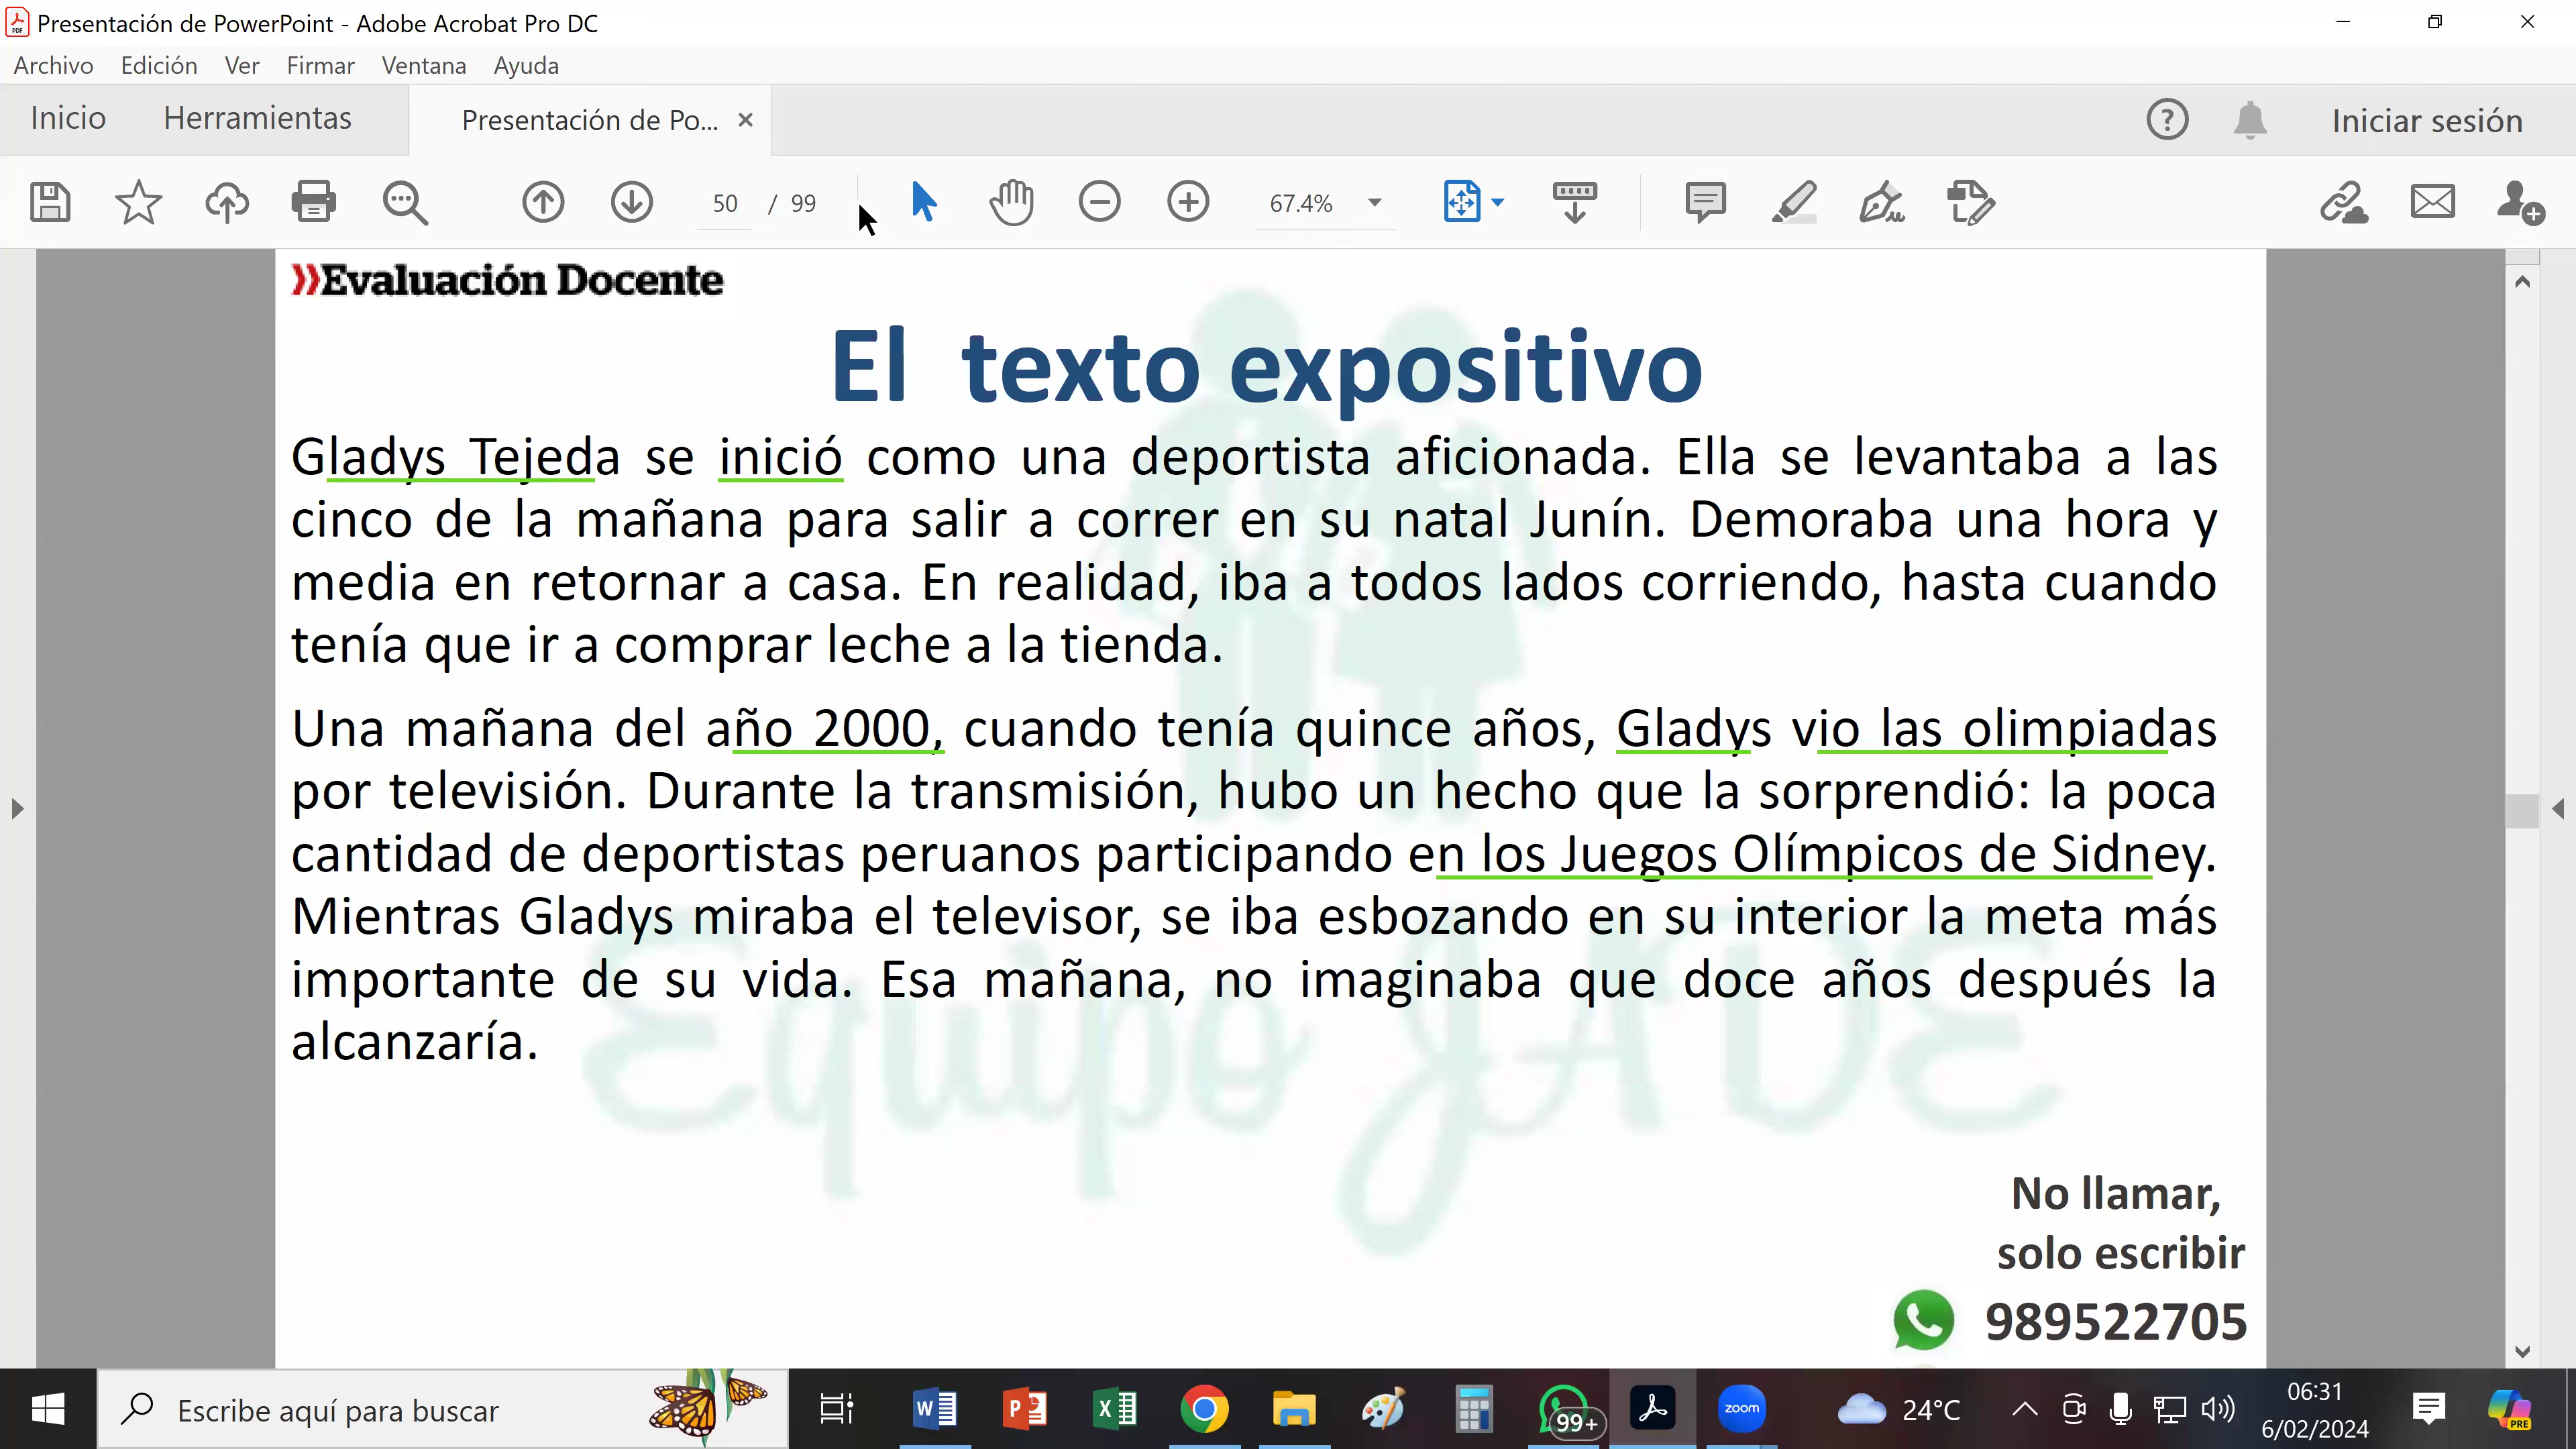 Presentación de PowerPoint - Adobe Acrobat Pro DC
Archivo Edición Ver Firmar Ventana Ayuda
Inicio Herramientas Presentación de Po... Iniciar sesión
50 / 99 67.4%
Evaluación Docente
El texto expositivo
Gladys Tejeda se inició como una deportista aficionada. Ella se levantaba a las
cinco de la mañana para salir a correr en su natal Junín. Demoraba una hora y
media en retornar a casa. En realidad, iba a todos lados corriendo, hasta cuando
tenía que ir a comprar leche a la tienda.
Una mañana del año 2000, cuando tenía quince años, Gladys vio las olimpiadas
por televisión. Durante la transmisión, hubo un hecho que la sorprendió: la poca
cantidad de deportistas peruanos participando en los Juegos Olímpicos de Sidney.
Mientras Gladys miraba el televisor, se iba esbozando en su interior la meta más
importante de su vida. Esa mañana, no imaginaba que doce años después la
alcanzaría.
Equipo JADE
No llamar,
solo escribir
989522705
Escribe aquí para buscar
99+
zoom
24°C
06:31
6/02/2024
PRE